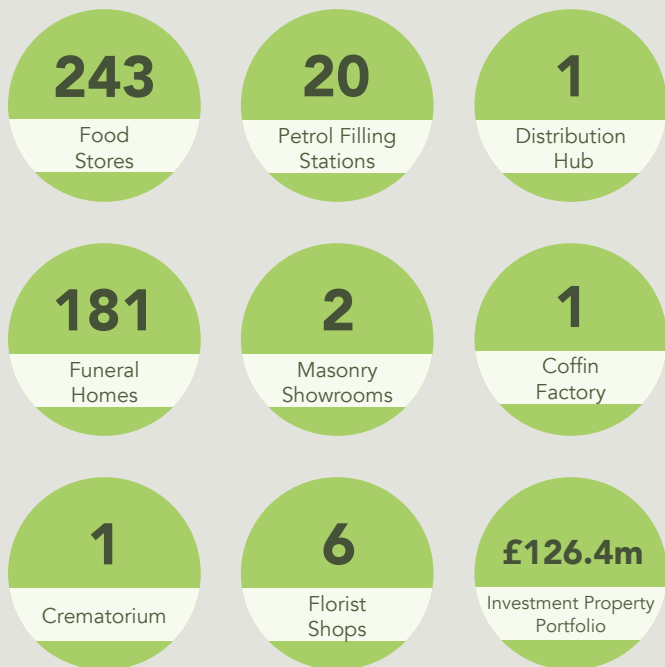 243
Food
Stores
20
Petrol Filling
Stations
1
Distribution
Hub
181
Funeral
Homes
2
Masonry
Showrooms
1
Coffin
Factory
1
Crematorium
6
Florist
Shops
£126.4m
Investment Property
Portfolio